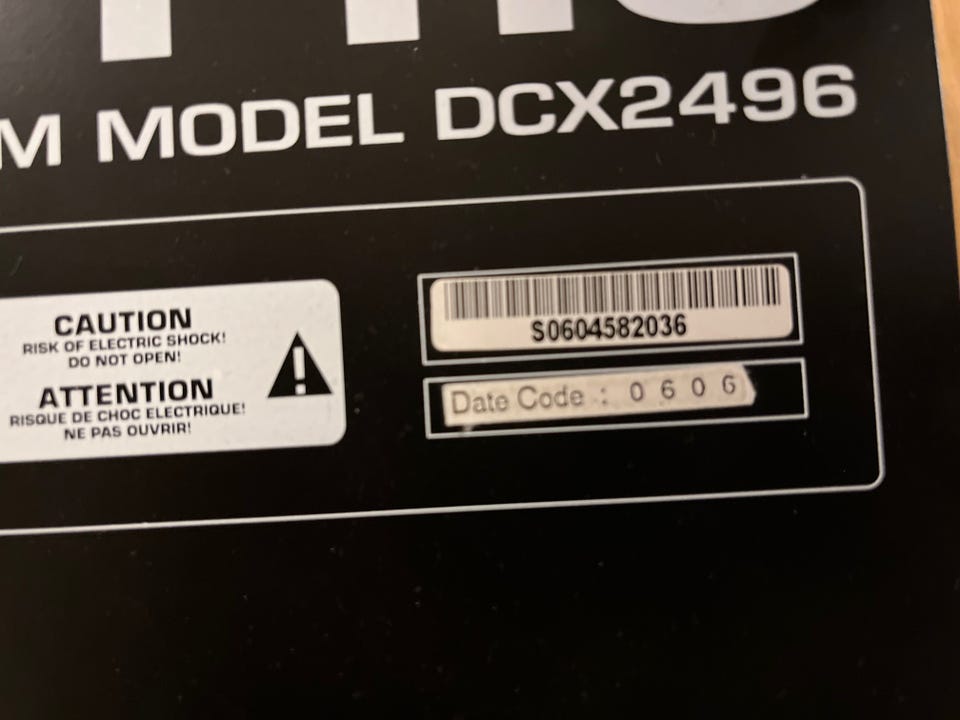 M MODEL DCX2496
CAUTION
RISK OF ELECTRIC SHOCK!
DO NOT OPEN!
ATTENTION
RISQUE DE CHOC ELECTRIQUE!
NE PAS OUVRIR!
S0604582036
Date Code : 0 6 0 6